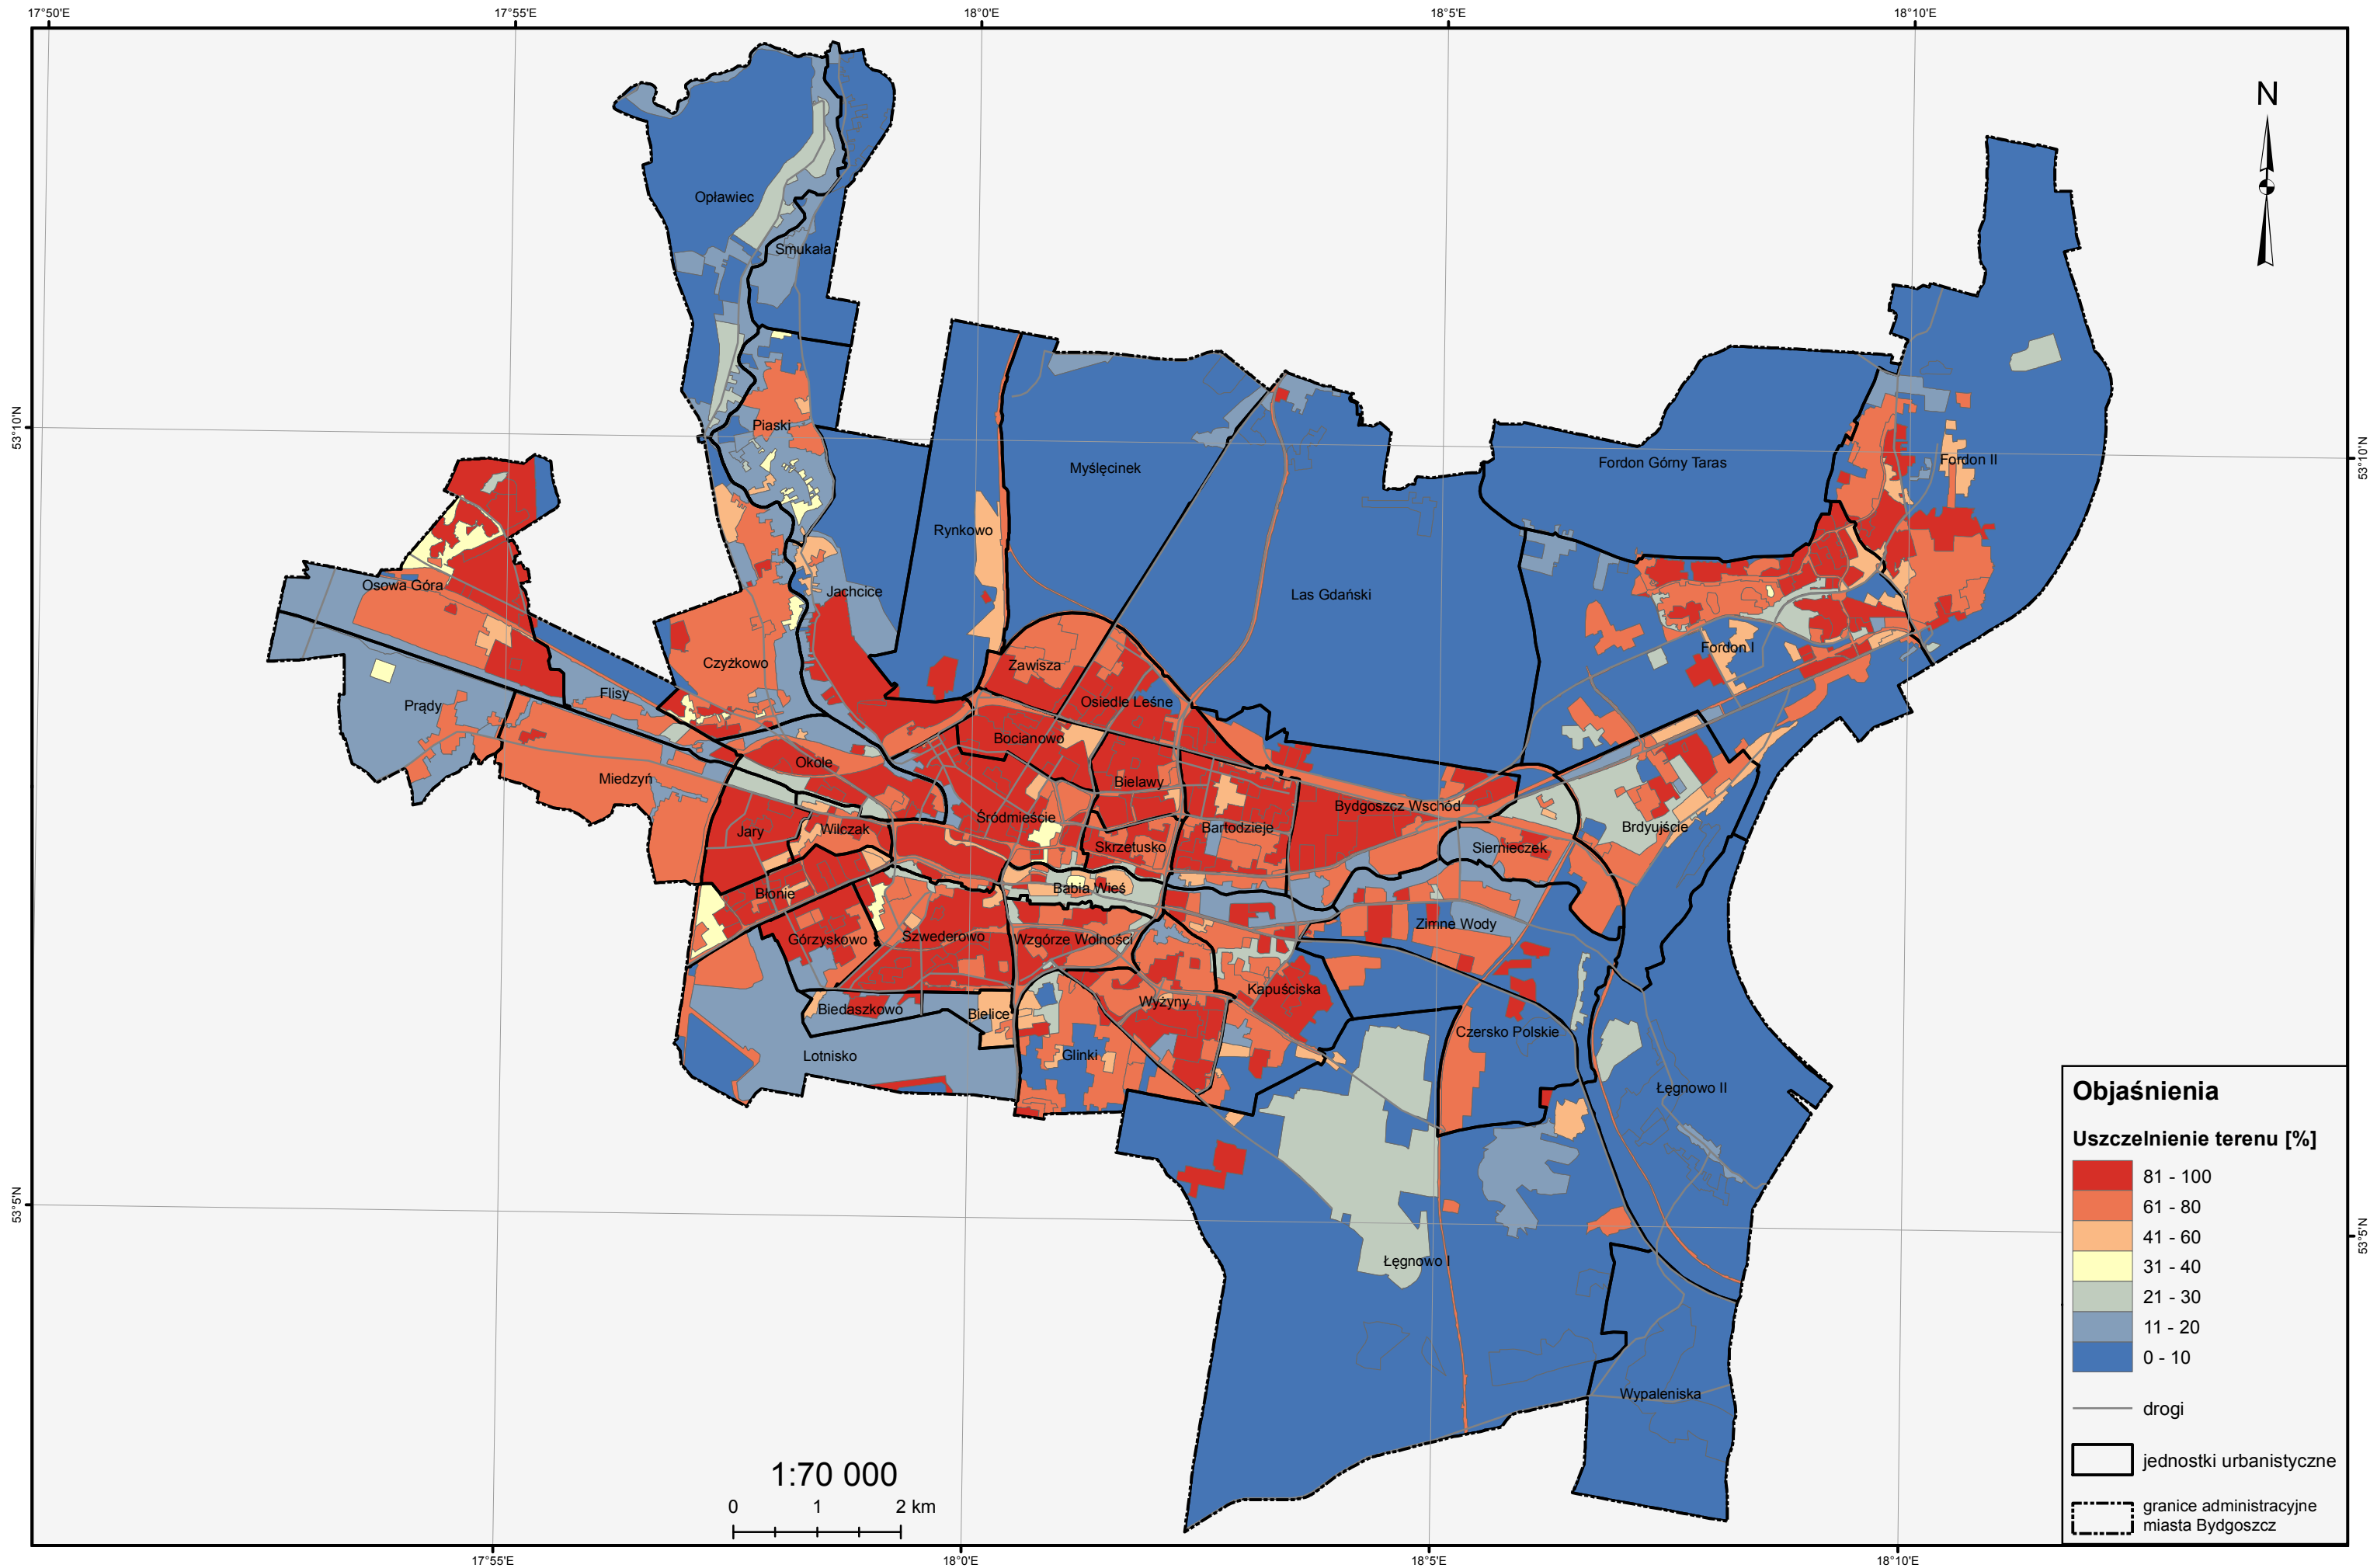 17°50'E
17°55'E
18°0'E
18°5'E
18°10'E
N
Opławiec
Smukała
53°10'N
Piaski
53°10'N
Fordon II
Fordon Górny Taras
Myślęcinek
Rynkowo
Osowa Góra
Jachcice
Las Gdański
Fordon I
Czyżkowo
Zawisza
Flisy
Prądy
Osiedle Leśne
Bocianowo
Okole
Miedzyń
Bielawy
Bydgoszcz Wschód
Śródmieście
Bartodzieje
Brdyujście
Jary
Wilczak
Skrzetusko
Siernieczek
Błonie
Babia Wieś
Zimne Wody
Górzyskowo
Szwederowo
Wzgórze Wolności
Kapuściska
Wyżyny
Biedaszkowo
Bielice
Czersko Polskie
Lotnisko
Glinki
Łęgnowo II
53°5'N
53°5'N
Łęgnowo I
Wypaleniska
Objaśnienia
Uszczelnienie terenu [%]
81 - 100
61 - 80
41 - 60
31 - 40
21 - 30
11 - 20
0 - 10
drogi
jednostki urbanistyczne
granice administracyjne
miasta Bydgoszcz
1:70 000
0 1 2 km
17°55'E
18°0'E
18°5'E
18°10'E